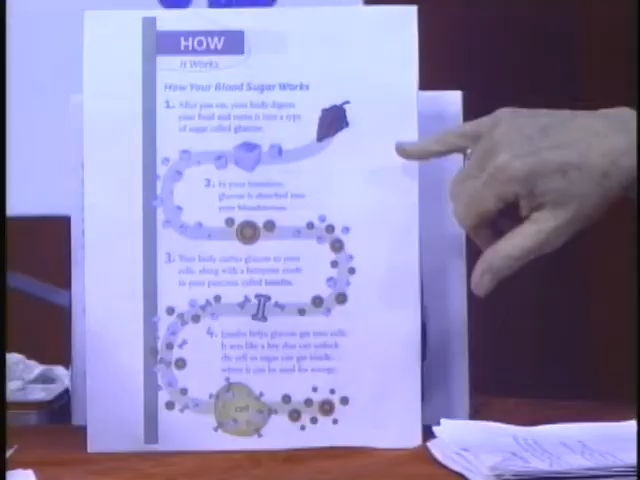 HOW
It Works
How Your Blood Sugar Works
1. After you eat, your body digests
your food and turns it into a type
of sugar called glucose.
2. In your intestines,
glucose is absorbed into
your bloodstream.
3. Your body carries glucose to your
cells, along with a hormone made
in your pancreas called insulin.
4. Insulin helps glucose get into cells.
It acts like a key that can unlock
the cell so sugar can get inside,
where it can be used for energy.
cell